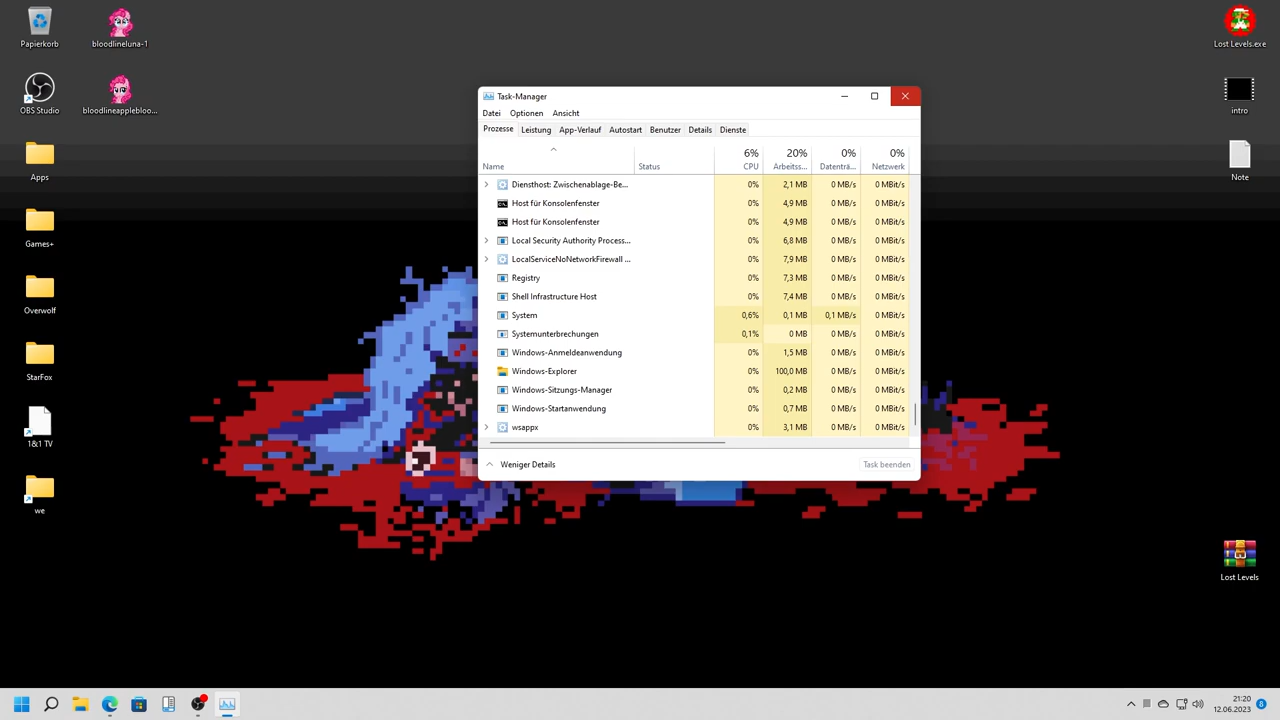 Papierkorb
bloodlineluna-1
OBS Studio
bloodlineapplebloo...
Apps
Games+
Overwolf
StarFox
1&1 TV
we
Lost Levels.exe
intro
Note
Lost Levels
Task-Manager
Datei Optionen Ansicht
Prozesse Leistung App-Verlauf Autostart Benutzer Details Dienste
6% 20% 0% 0%
Name Status CPU Arbeitss... Datenträ... Netzwerk
Diensthost: Zwischenablage-Be... 0% 2,1 MB 0 MB/s 0 MBit/s
Host für Konsolenfenster 0% 4,9 MB 0 MB/s 0 MBit/s
Host für Konsolenfenster 0% 4,9 MB 0 MB/s 0 MBit/s
Local Security Authority Process... 0% 6,8 MB 0 MB/s 0 MBit/s
LocalServiceNoNetworkFirewall ... 0% 7,9 MB 0 MB/s 0 MBit/s
Registry 0% 7,3 MB 0 MB/s 0 MBit/s
Shell Infrastructure Host 0% 7,4 MB 0 MB/s 0 MBit/s
System 0,6% 0,1 MB 0,1 MB/s 0 MBit/s
Systemunterbrechungen 0,1% 0 MB 0 MB/s 0 MBit/s
Windows-Anmeldeanwendung 0% 1,5 MB 0 MB/s 0 MBit/s
Windows-Explorer 0% 100,0 MB 0 MB/s 0 MBit/s
Windows-Sitzungs-Manager 0% 0,2 MB 0 MB/s 0 MBit/s
Windows-Startanwendung 0% 0,7 MB 0 MB/s 0 MBit/s
wsappx 0% 3,1 MB 0 MB/s 0 MBit/s
Weniger Details Task beenden
21:20
12.06.2023